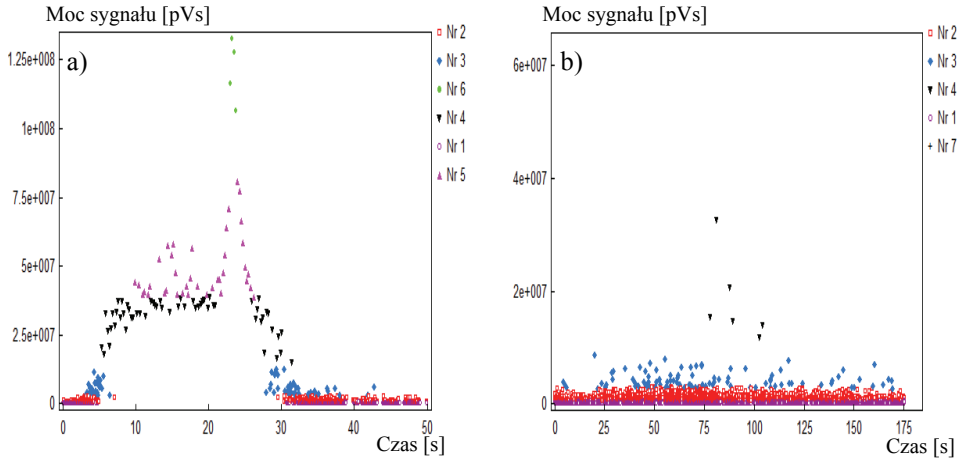 Moc sygnału [pVs]
a)
1.25e+008
1e+008
7.5e+007
5e+007
2.5e+007
0
0 10 20 30 40 50
Czas [s]
Nr 2
Nr 3
Nr 6
Nr 4
Nr 1
Nr 5
Moc sygnału [pVs]
b)
6e+007
4e+007
2e+007
0
0 25 50 75 100 125 150 175
Czas [s]
Nr 2
Nr 3
Nr 4
Nr 1
Nr 7